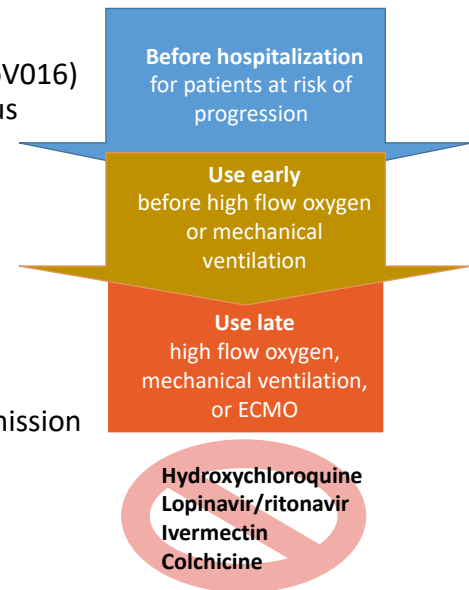 Before hospitalization
V016)
for patients at risk of
us
progression
Use early
before high flow oxygen
or mechanical
ventilation
Use late
high flow oxygen,
mechanical ventilation,
or ECMO
nission
Hydroxychloroquine
Lopinavir/ritonavir
Ivermectin
Colchicine